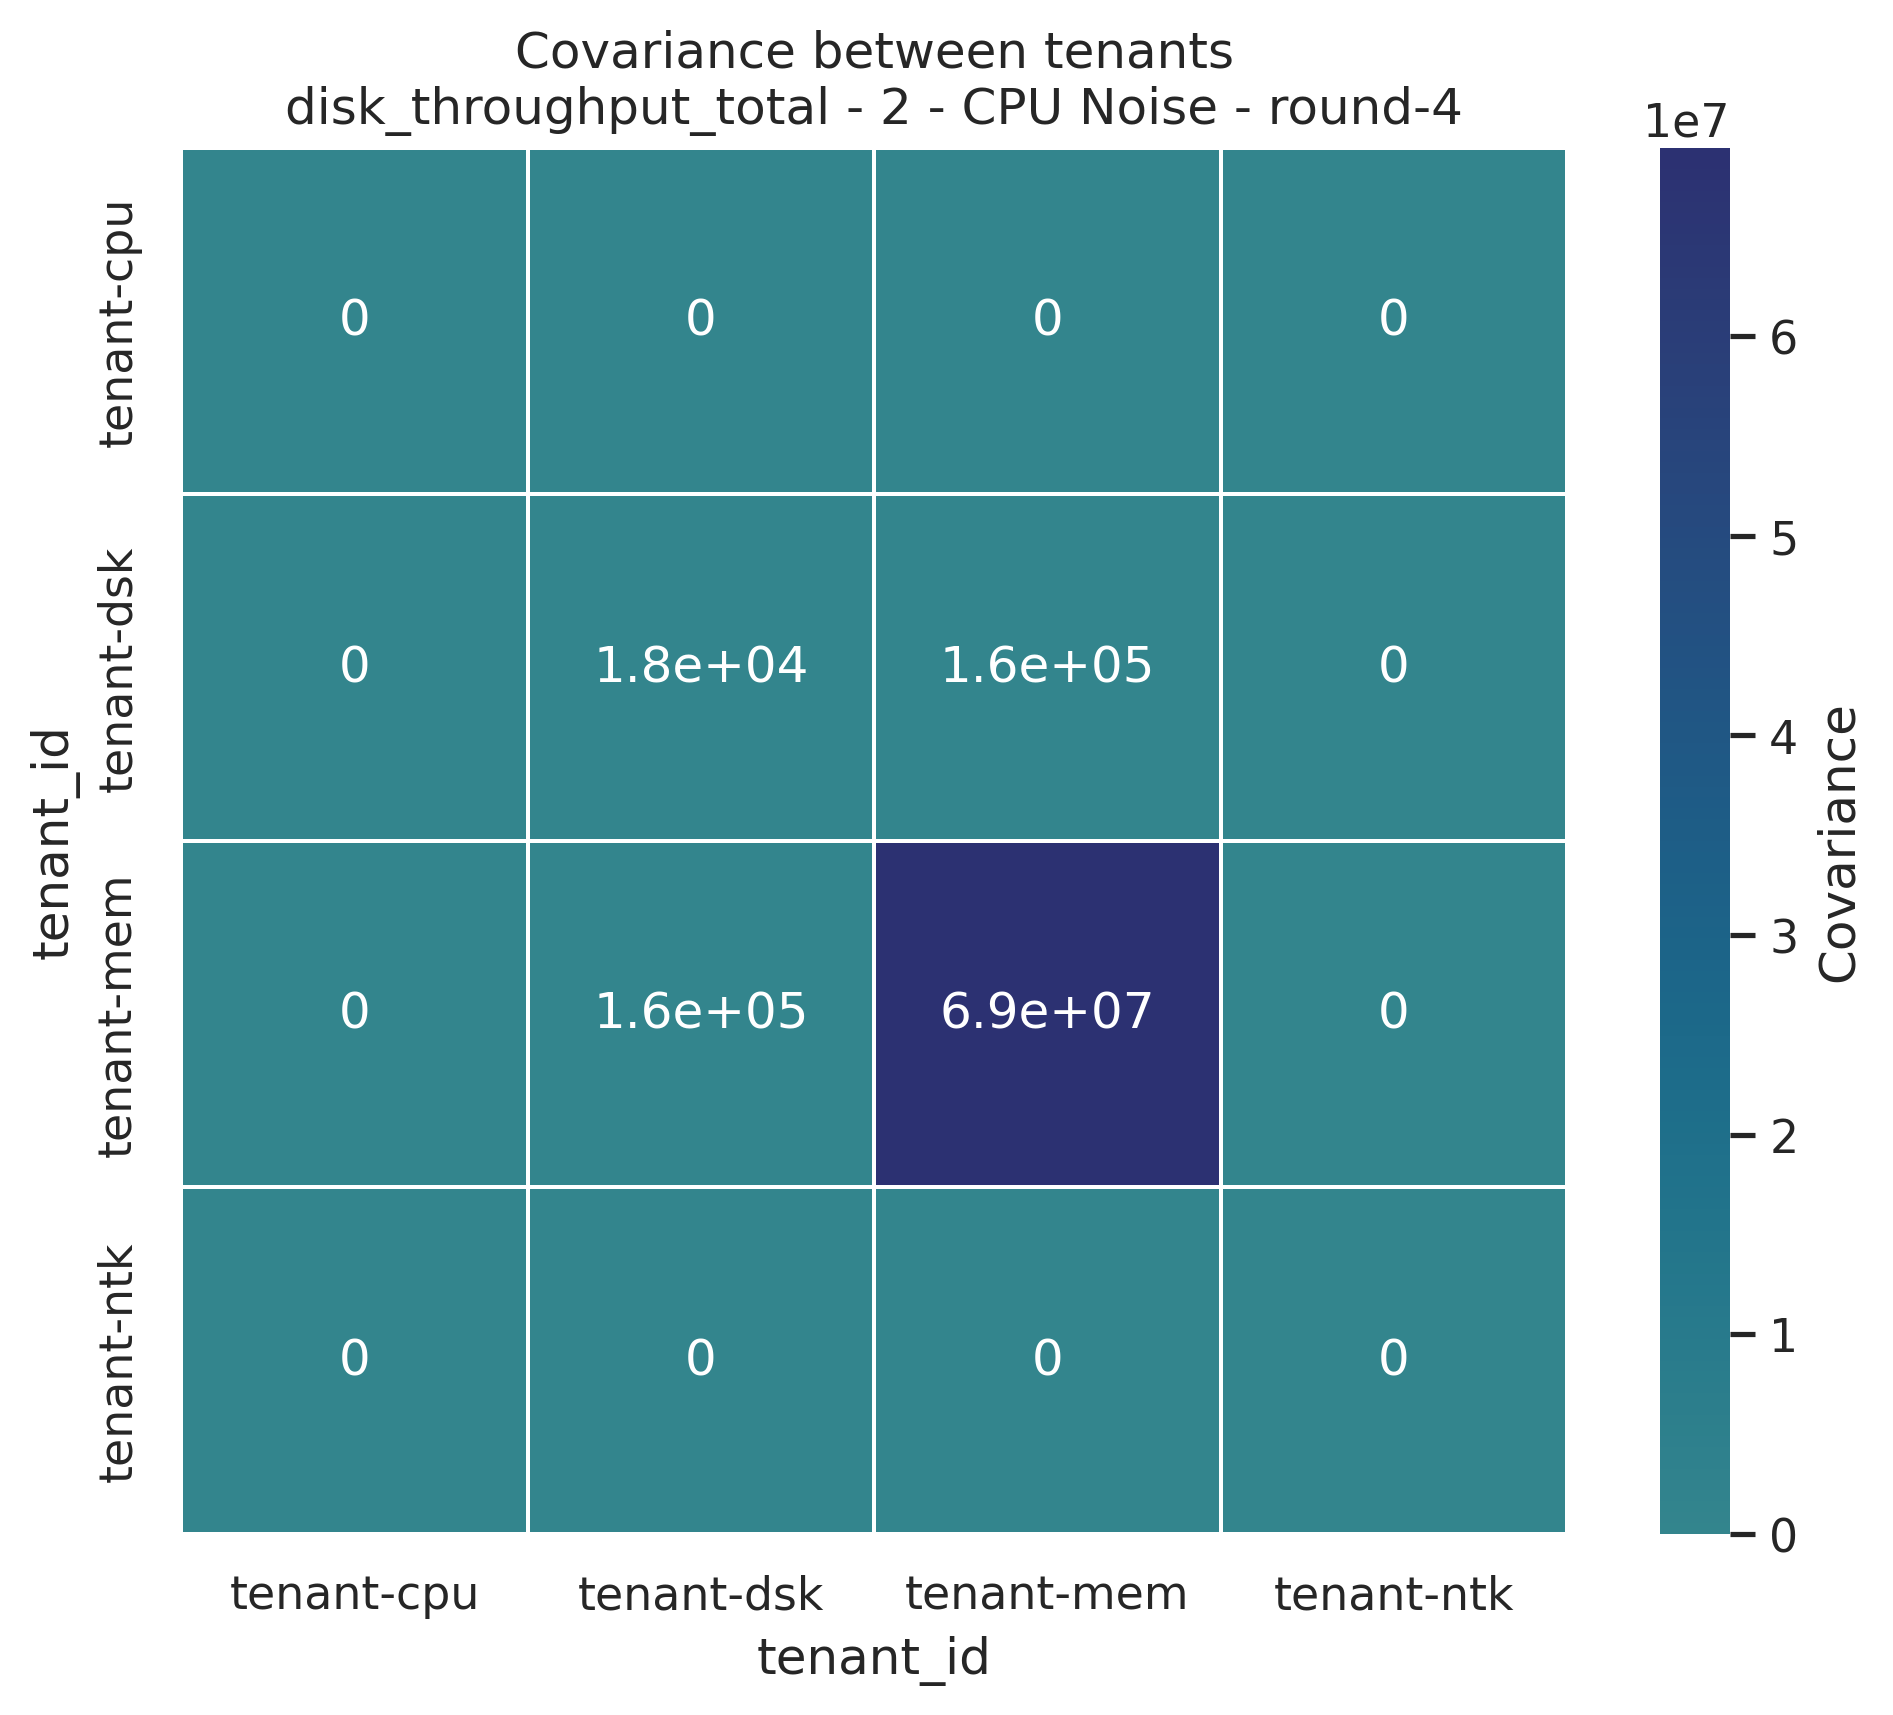 Covariance between tenants
disk_throughput_total - 2 - CPU Noise - round-4
1e7
tenant-cpu
0 0 0 0
tenant-dsk
0 1.8e+04 1.6e+05 0
tenant-mem
0 1.6e+05 6.9e+07 0
tenant-ntk
0 0 0 0
tenant_id
tenant-cpu tenant-dsk tenant-mem tenant-ntk
tenant_id
6
5
4
3
2
1
0
Covariance